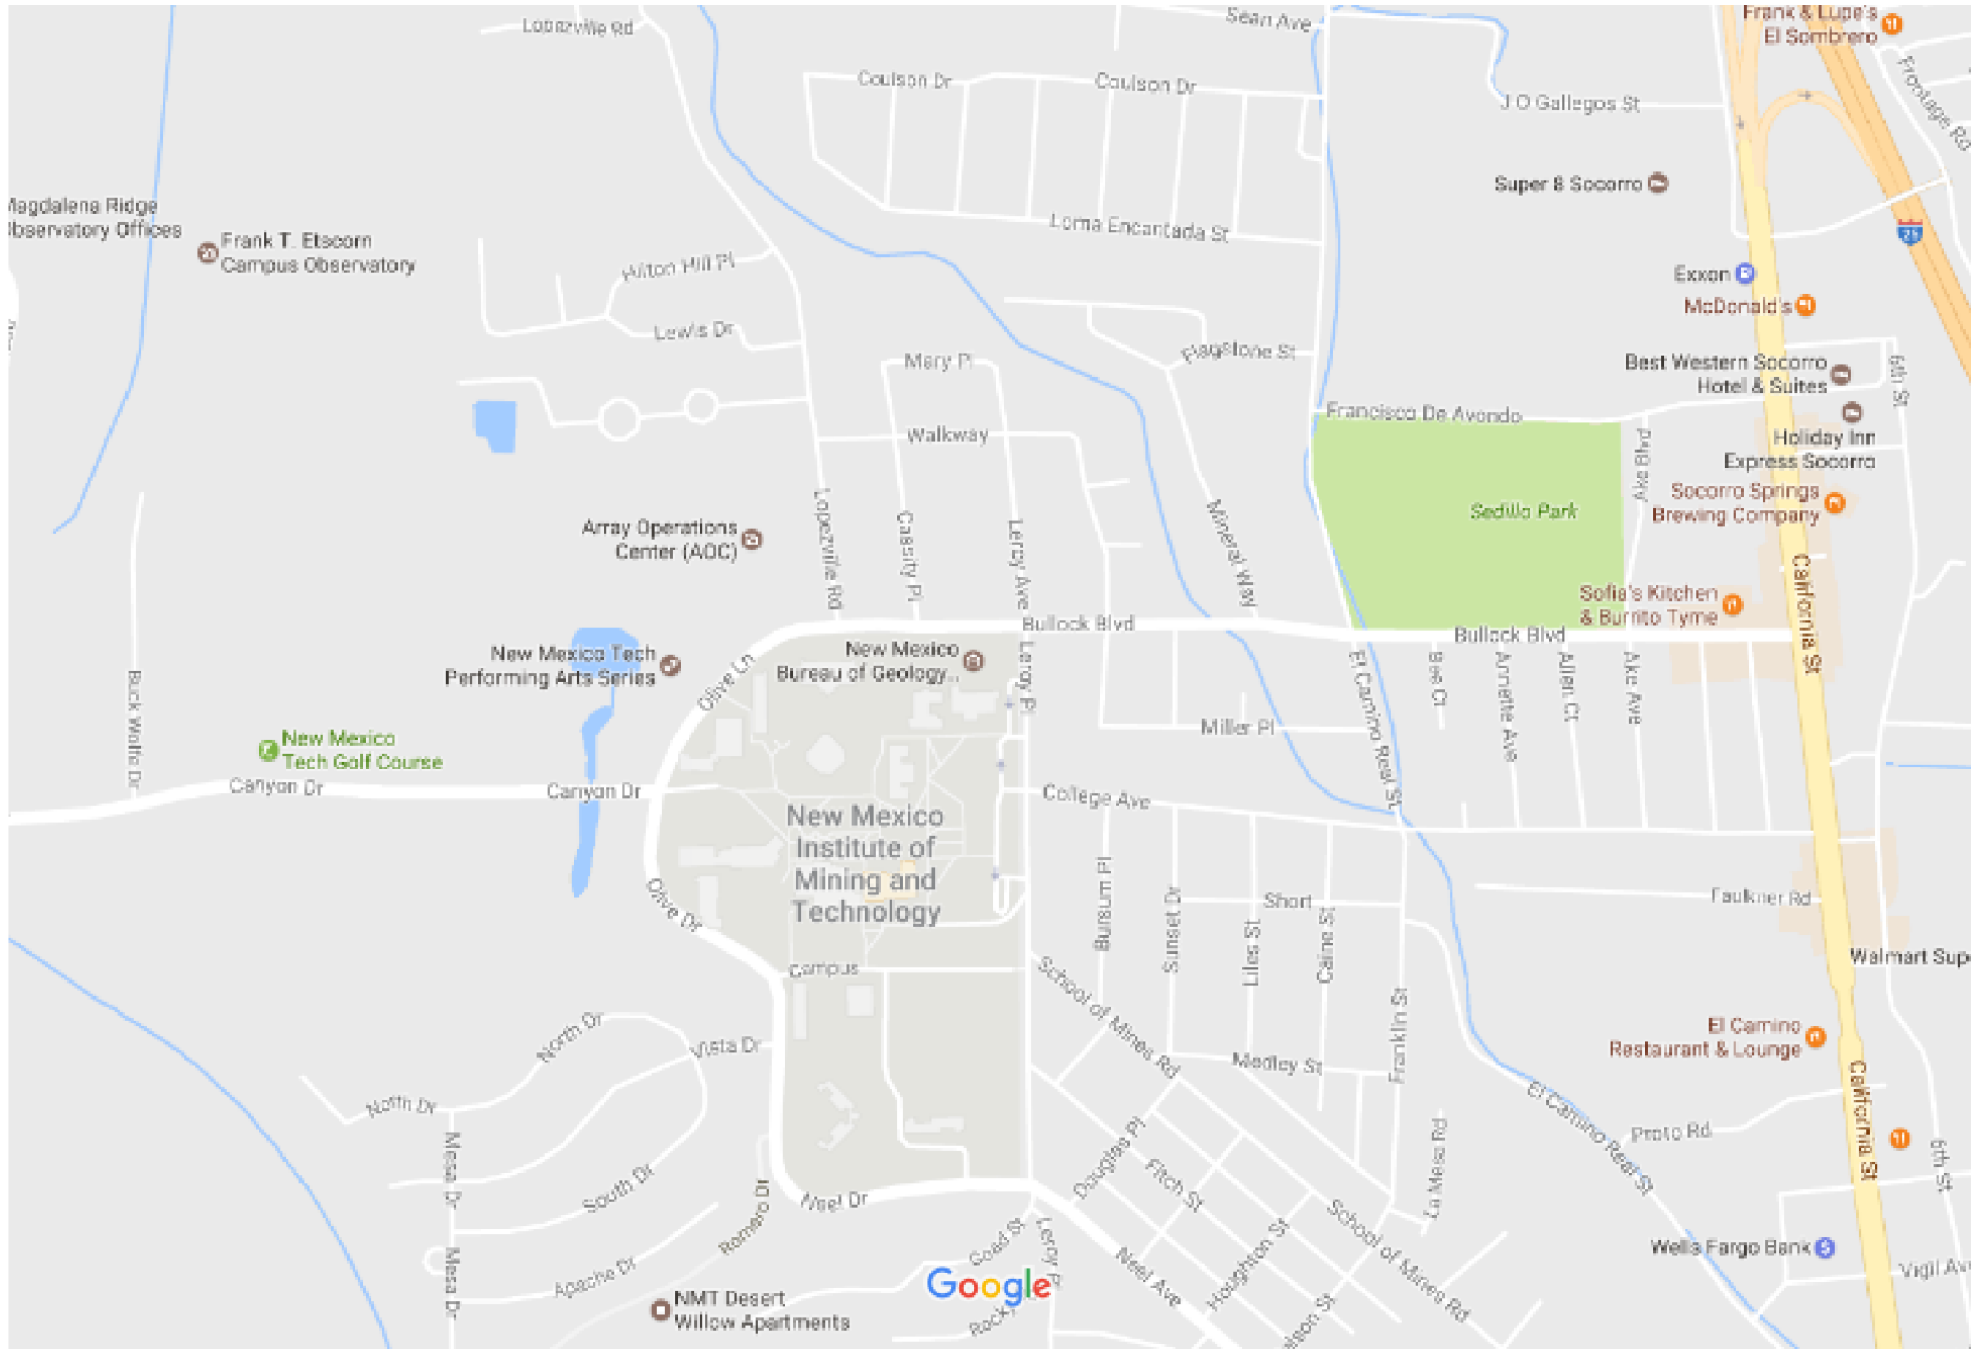 Lopezville Rd
Sean Ave
Frank & Lupe's
El Sombrero
Coulson Dr
Coulson Dr
J O Gallegos St
Frontage Rd
Super 8 Socorro
Magdalena Ridge
Observatory Offices
Frank T. Etscorn
Campus Observatory
Loma Encantada St
25
Hilton Hill Pl
Exxon
McDonald's
Lewis Dr
Mary Pl
Flagstone St
Best Western Socorro
Hotel & Suites
6th St
Francisco De Avondo
Walkway
Ake Blvd
Holiday Inn
Express Socorro
Socorro Springs
Brewing Company
Sedillo Park
Array Operations
Center (AOC)
Lopezville Rd
Cassity Pl
Leroy Ave
Mineral Way
California St
Sofia's Kitchen
& Burrito Tyme
Bullock Blvd
Bullock Blvd
New Mexico Tech
Performing Arts Series
Olive Ln
New Mexico
Bureau of Geology...
Leroy Pl
El Camino Real St
Bee Ct
Annette Ave
Allen Ct
Ake Ave
Buck Wolfe Dr
Miller Pl
New Mexico
Tech Golf Course
Canyon Dr
Canyon Dr
College Ave
New Mexico
Institute of
Mining and
Technology
Bursum Pl
Sunset Dr
Short
Liles St
Caine St
Faulkner Rd
Olive Dr
Walmart Sup
Campus
School of Mines Rd
Franklin St
North Dr
Vista Dr
Medley St
El Camino
Restaurant & Lounge
North Dr
El Camino Real St
California St
Proto Rd
Mesa Dr
South Dr
Douglas Pl
Fitch St
La Mesa Rd
6th St
Romero Dr
Neel Dr
School of Mines Rd
Goad St
Leroy Pl
Neel Ave
Houghton St
Wells Fargo Bank
Vigil Av
Mesa Dr
Apache Dr
Google
NMT Desert
Willow Apartments
Rocky
lson St